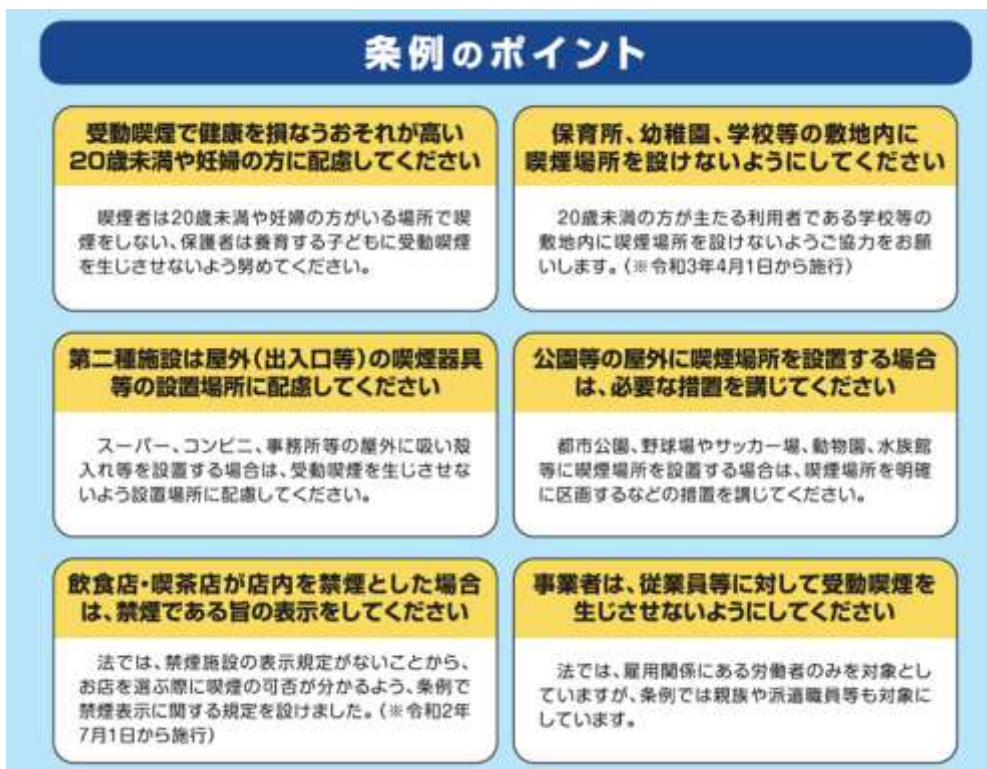 条例のポイント
受動喫煙で健康を損なうおそれが高い
20歳未満や妊婦の方に配慮してください
喫煙者は20歳未満や妊婦の方がいる場所で喫
煙をしない、保護者は養育する子どもに受動喫煙
を生じさせないよう努めてください。
保育所、幼稚園、学校等の敷地内に
喫煙場所を設けないようにしてください
20歳未満の方が主たる利用者である学校等の
敷地内に喫煙場所を設けないようご協力をお願
いします。(※令和3年4月1日から施行)
第二種施設は屋外(出入口等)の喫煙器具
等の設置場所に配慮してください
スーパー、コンビニ、事務所等の屋外に吸い殻
入れ等を設置する場合は、受動喫煙を生じさせな
いよう設置場所に配慮してください。
公園等の屋外に喫煙場所を設置する場合
は、必要な措置を講じてください
都市公園、野球場やサッカー場、動物園、水族館
等に喫煙場所を設置する場合は、喫煙場所を明確
に区画するなどの措置を講じてください。
飲食店・喫茶店が店内を禁煙とした場合
は、禁煙である旨の表示をしてください
法では、禁煙施設の表示規定がないことから、
お店を選ぶ際に喫煙の可否が分かるよう、条例で
禁煙表示に関する規定を設けました。(※令和2年
7月1日から施行)
事業者は、従業員等に対して受動喫煙を
生じさせないようにしてください
法では、雇用関係にある労働者のみを対象とし
ていますが、条例では親族や派遣職員等も対象に
しています。